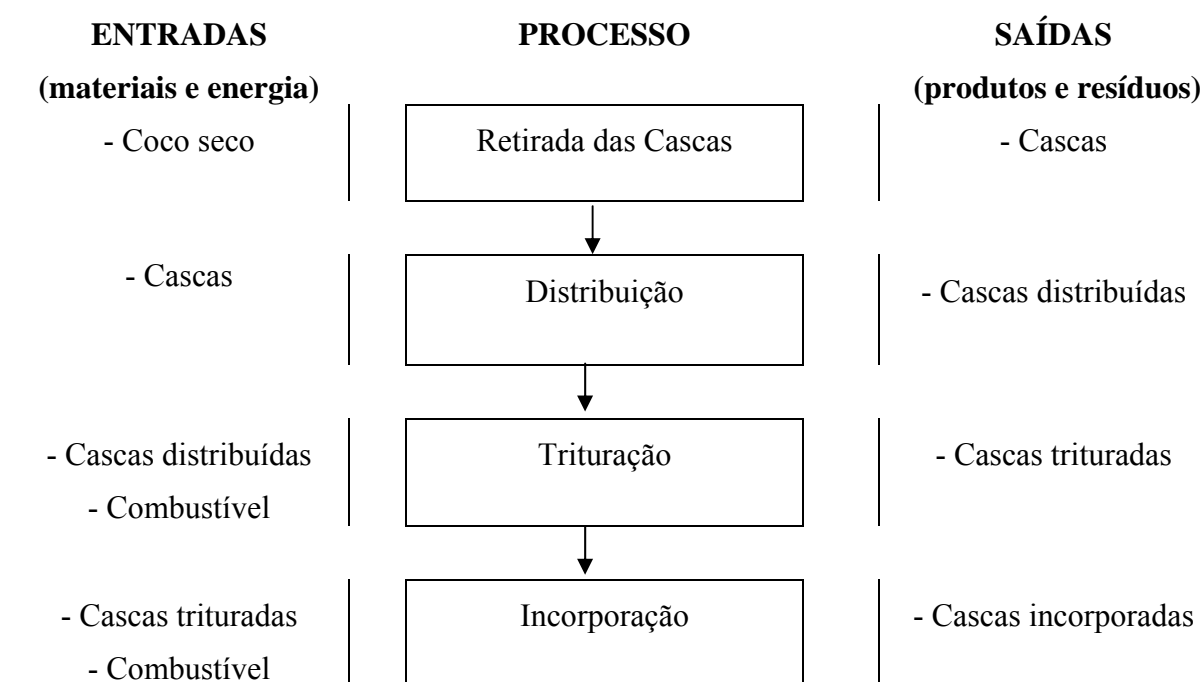 ENTRADAS
PROCESSO
SAÍDAS
(materiais e energia)
(produtos e resíduos)
- Coco seco
Retirada das Cascas
- Cascas
- Cascas
Distribuição
- Cascas distribuídas
- Cascas distribuídas
- Combustível
Trituração
- Cascas trituradas
- Cascas trituradas
- Combustível
Incorporação
- Cascas incorporadas